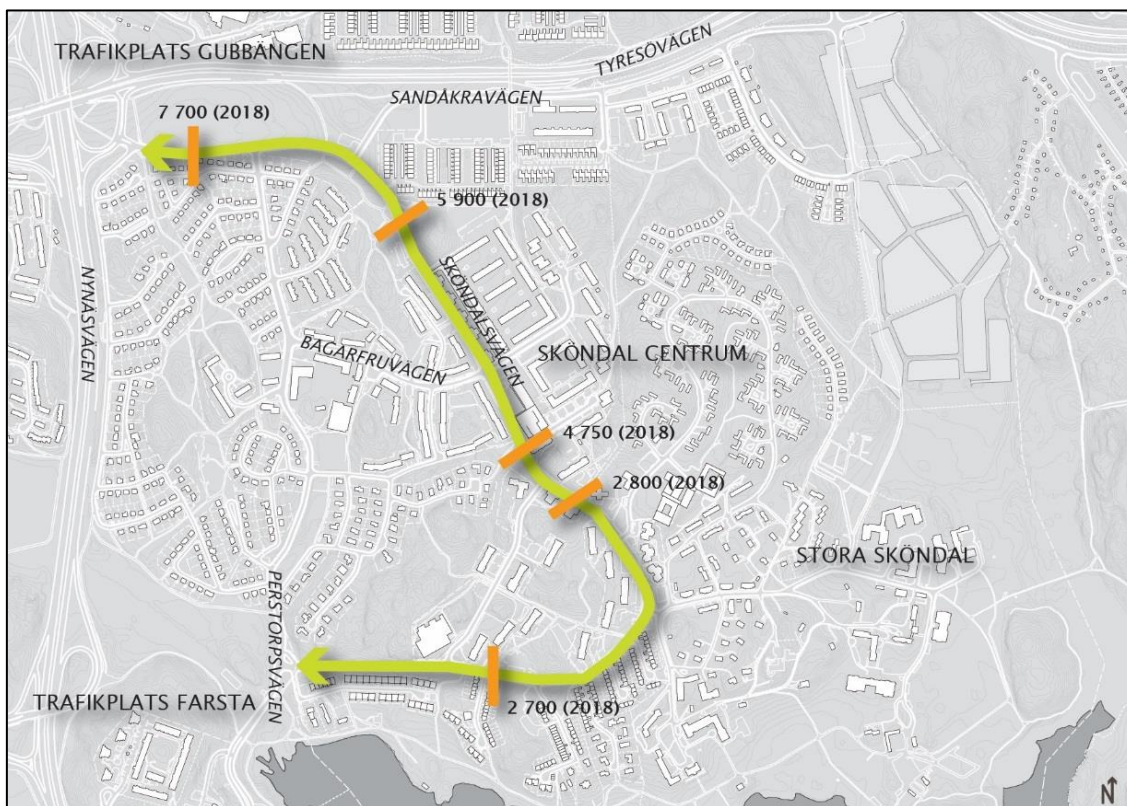 TRAFIKPLATS GUBBÄNGEN
TYRESÖVÄGEN
SANDÅKRAVÄGEN
7 700 (2018)
5 900 (2018)
NYNÄSVÄGEN
SKÖNDALSVÄGEN
BAGARFRUVÄGEN
SKÖNDAL CENTRUM
4 750 (2018)
2 800 (2018)
STORA SKÖNDAL
PERSTORPSVÄGEN
TRAFIKPLATS FARSTA
2 700 (2018)
N